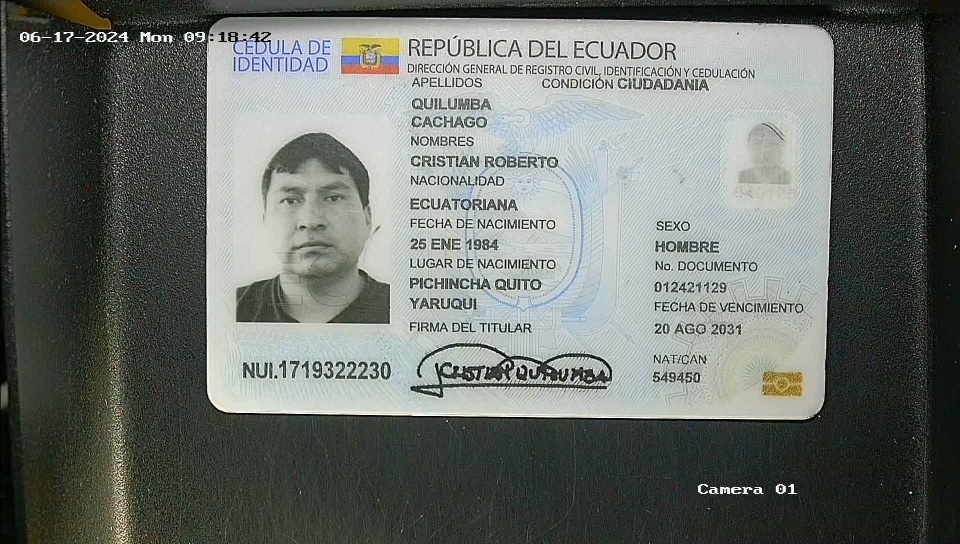 06-17-2024 Mon 09:18:42
CÉDULA DE
IDENTIDAD
REPÚBLICA DEL ECUADOR
DIRECCIÓN GENERAL DE REGISTRO CIVIL, IDENTIFICACIÓN Y CEDULACIÓN
APELLIDOS
CONDICIÓN CIUDADANIA
QUILUMBA
CACHAGO
NOMBRES
CRISTIAN ROBERTO
NACIONALIDAD
ECUATORIANA
FECHA DE NACIMIENTO
25 ENE 1984
LUGAR DE NACIMIENTO
PICHINCHA QUITO
YARUQUI
FIRMA DEL TITULAR
SEXO
HOMBRE
No. DOCUMENTO
012421129
FECHA DE VENCIMIENTO
20 AGO 2031
NAT/CAN
549450
NUI.1719322230
Camera 01